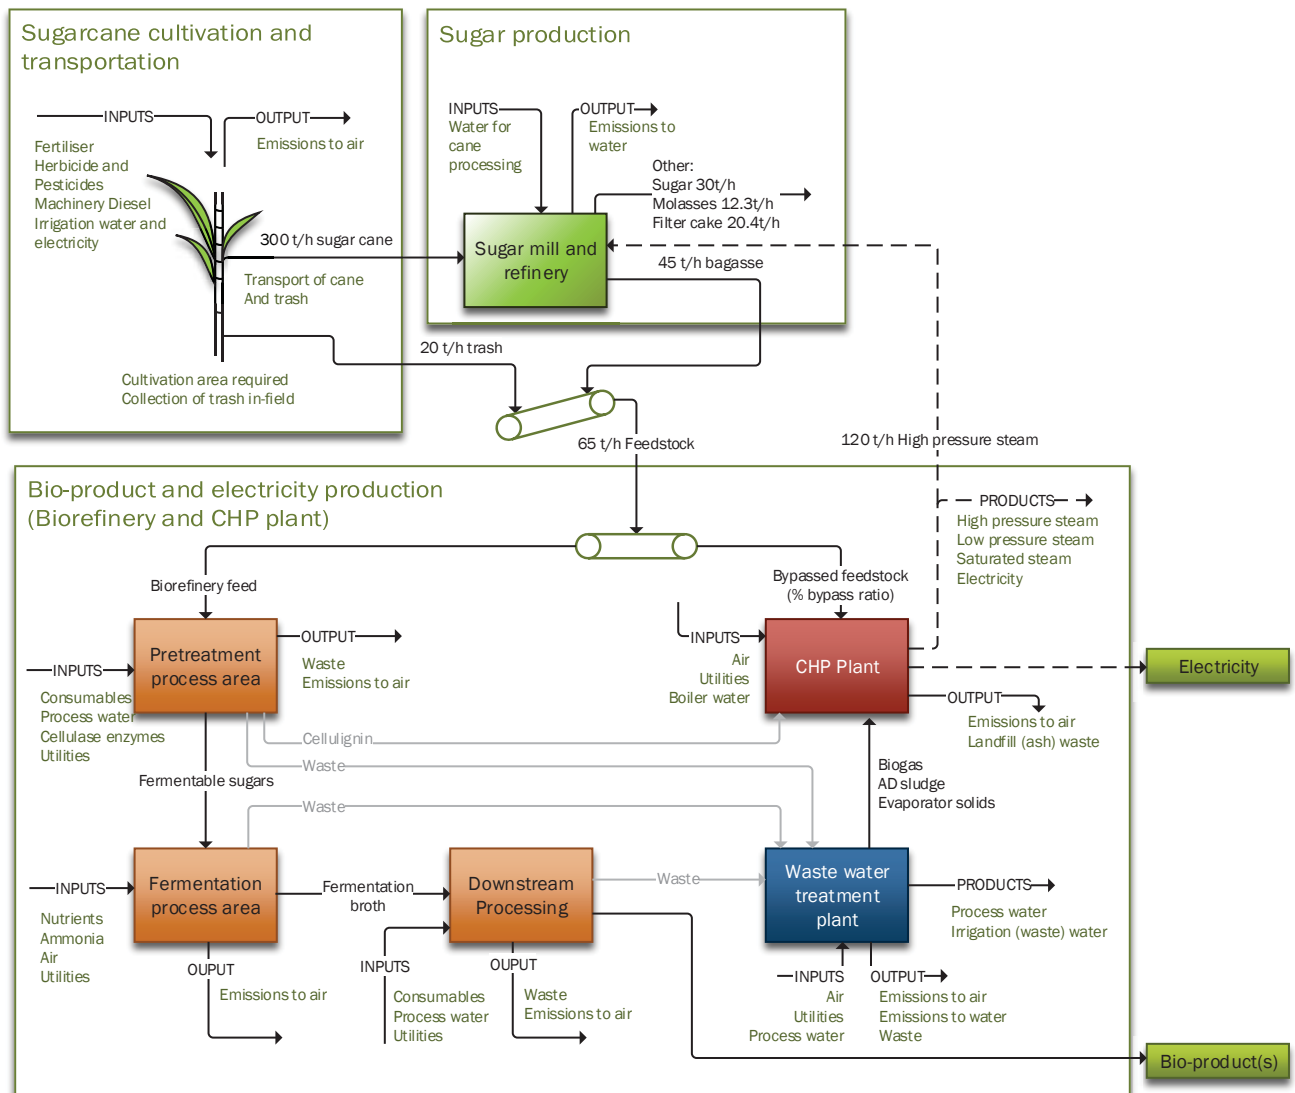 Sugarcane cultivation and
transportation
INPUTS
OUTPUT
Fertiliser
Herbicide and
Pesticides
Machinery Diesel
Irrigation water and
electricity
Emissions to air
300 t/h sugar cane
Transport of cane
And trash
20 t/h trash
Cultivation area required
Collection of trash in-field
Sugar production
INPUTS
Water for
cane
processing
OUTPUT
Emissions to
water
Other:
Sugar 30t/h
Molasses 12.3t/h
Filter cake 20.4t/h
Sugar mill and
refinery
45 t/h bagasse
65 t/h Feedstock
120 t/h High pressure steam
Bio-product and electricity production
(Biorefinery and CHP plant)
PRODUCTS
High pressure steam
Low pressure steam
Saturated steam
Electricity
Biorefinery feed
Bypassed feedstock
(% bypass ratio)
INPUTS
Consumables
Process water
Cellulase enzymes
Utilities
Pretreatment
process area
OUTPUT
Waste
Emissions to air
INPUTS
Air
Utilities
Boiler water
CHP Plant
Electricity
OUTPUT
Emissions to air
Landfill (ash) waste
Cellulignin
Waste
Fermentable sugars
Waste
Biogas
AD sludge
Evaporator solids
INPUTS
Nutrients
Ammonia
Air
Utilities
Fermentation
process area
OUPUT
Emissions to air
Fermentation
broth
Downstream
Processing
INPUTS
Consumables
Process water
Utilities
OUPUT
Waste
Emissions to air
Waste
Waste water
treatment
plant
PRODUCTS
Process water
Irrigation (waste) water
INPUTS
Air
Utilities
Process water
OUTPUT
Emissions to air
Emissions to water
Waste
Bio-product(s)